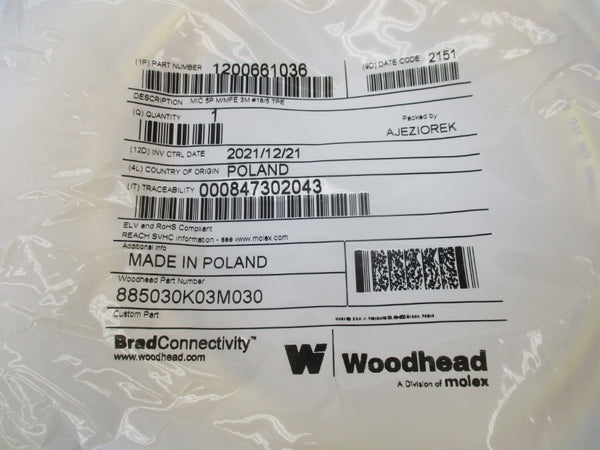 (1P) PART NUMBER 1200661036
(9D) DATE CODE 2151
DESCRIPTION MIC 5P M/MFE 3M #16/5 TPE
(Q) QUANTITY 1
Packed by
AJEZIOREK
(12D) INV CTRL DATE 2021/12/21
(4L) COUNTRY OF ORIGIN POLAND
(1T) TRACEABILITY 000847302043
ELV and RoHS Compliant
REACH SVHC Information - see www.molex.com
Additional Info
MADE IN POLAND
Woodhead Part Number
885030K03M030
Custom Part
BradConnectivity™
www.woodhead.com
W Woodhead
A Division of molex